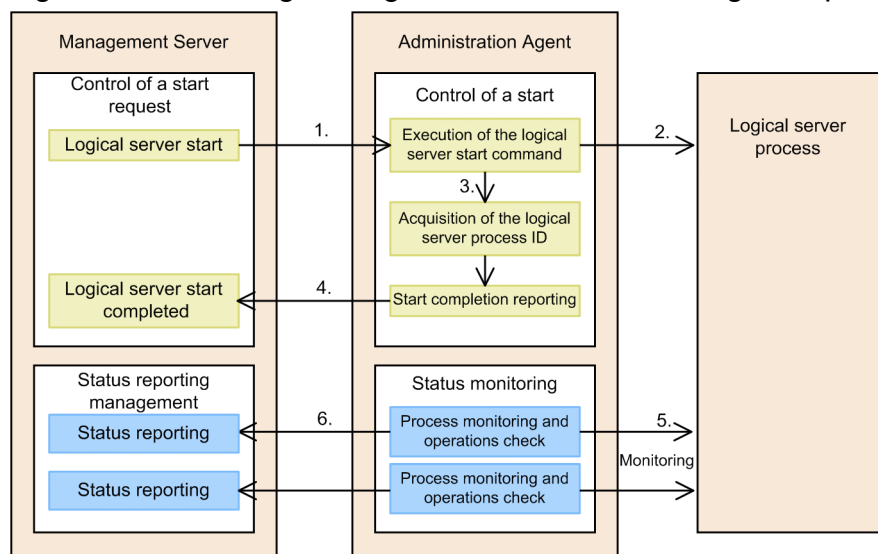 Management Server
Administration Agent
Control of a start
request
Control of a start
Logical server
process
Logical server start
1.
Execution of the logical
server start command
2.
3.
Acquisition of the logical
server process ID
Logical server start
completed
4.
Start completion reporting
Status reporting
management
Status monitoring
Status reporting
6.
Process monitoring and
operations check
5.
Monitoring
Status reporting
Process monitoring and
operations check